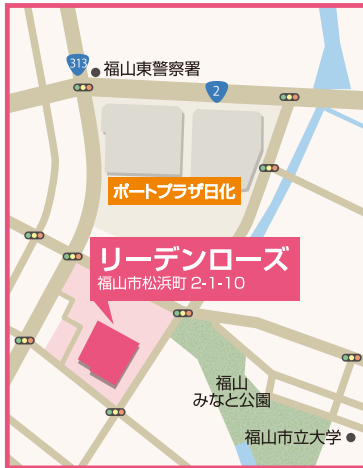 313
福山東警察署
2
ポートプラザ日化
リーデンローズ
福山市松浜町 2-1-10
福山
みなと公園
福山市立大学